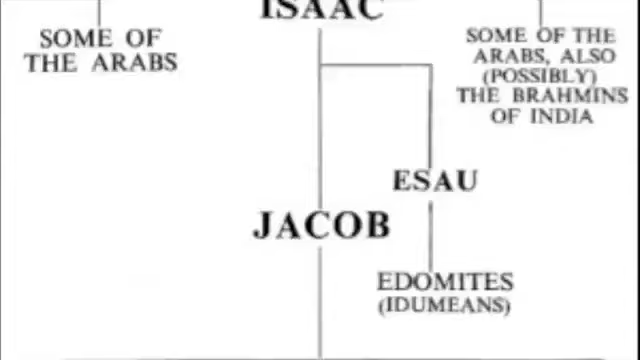 ISAAC
SOME OF
THE ARABS
SOME OF THE
ARABS, ALSO
(POSSIBLY)
THE BRAHMINS
OF INDIA
ESAU
JACOB
EDOMITES
(IDUMEANS)